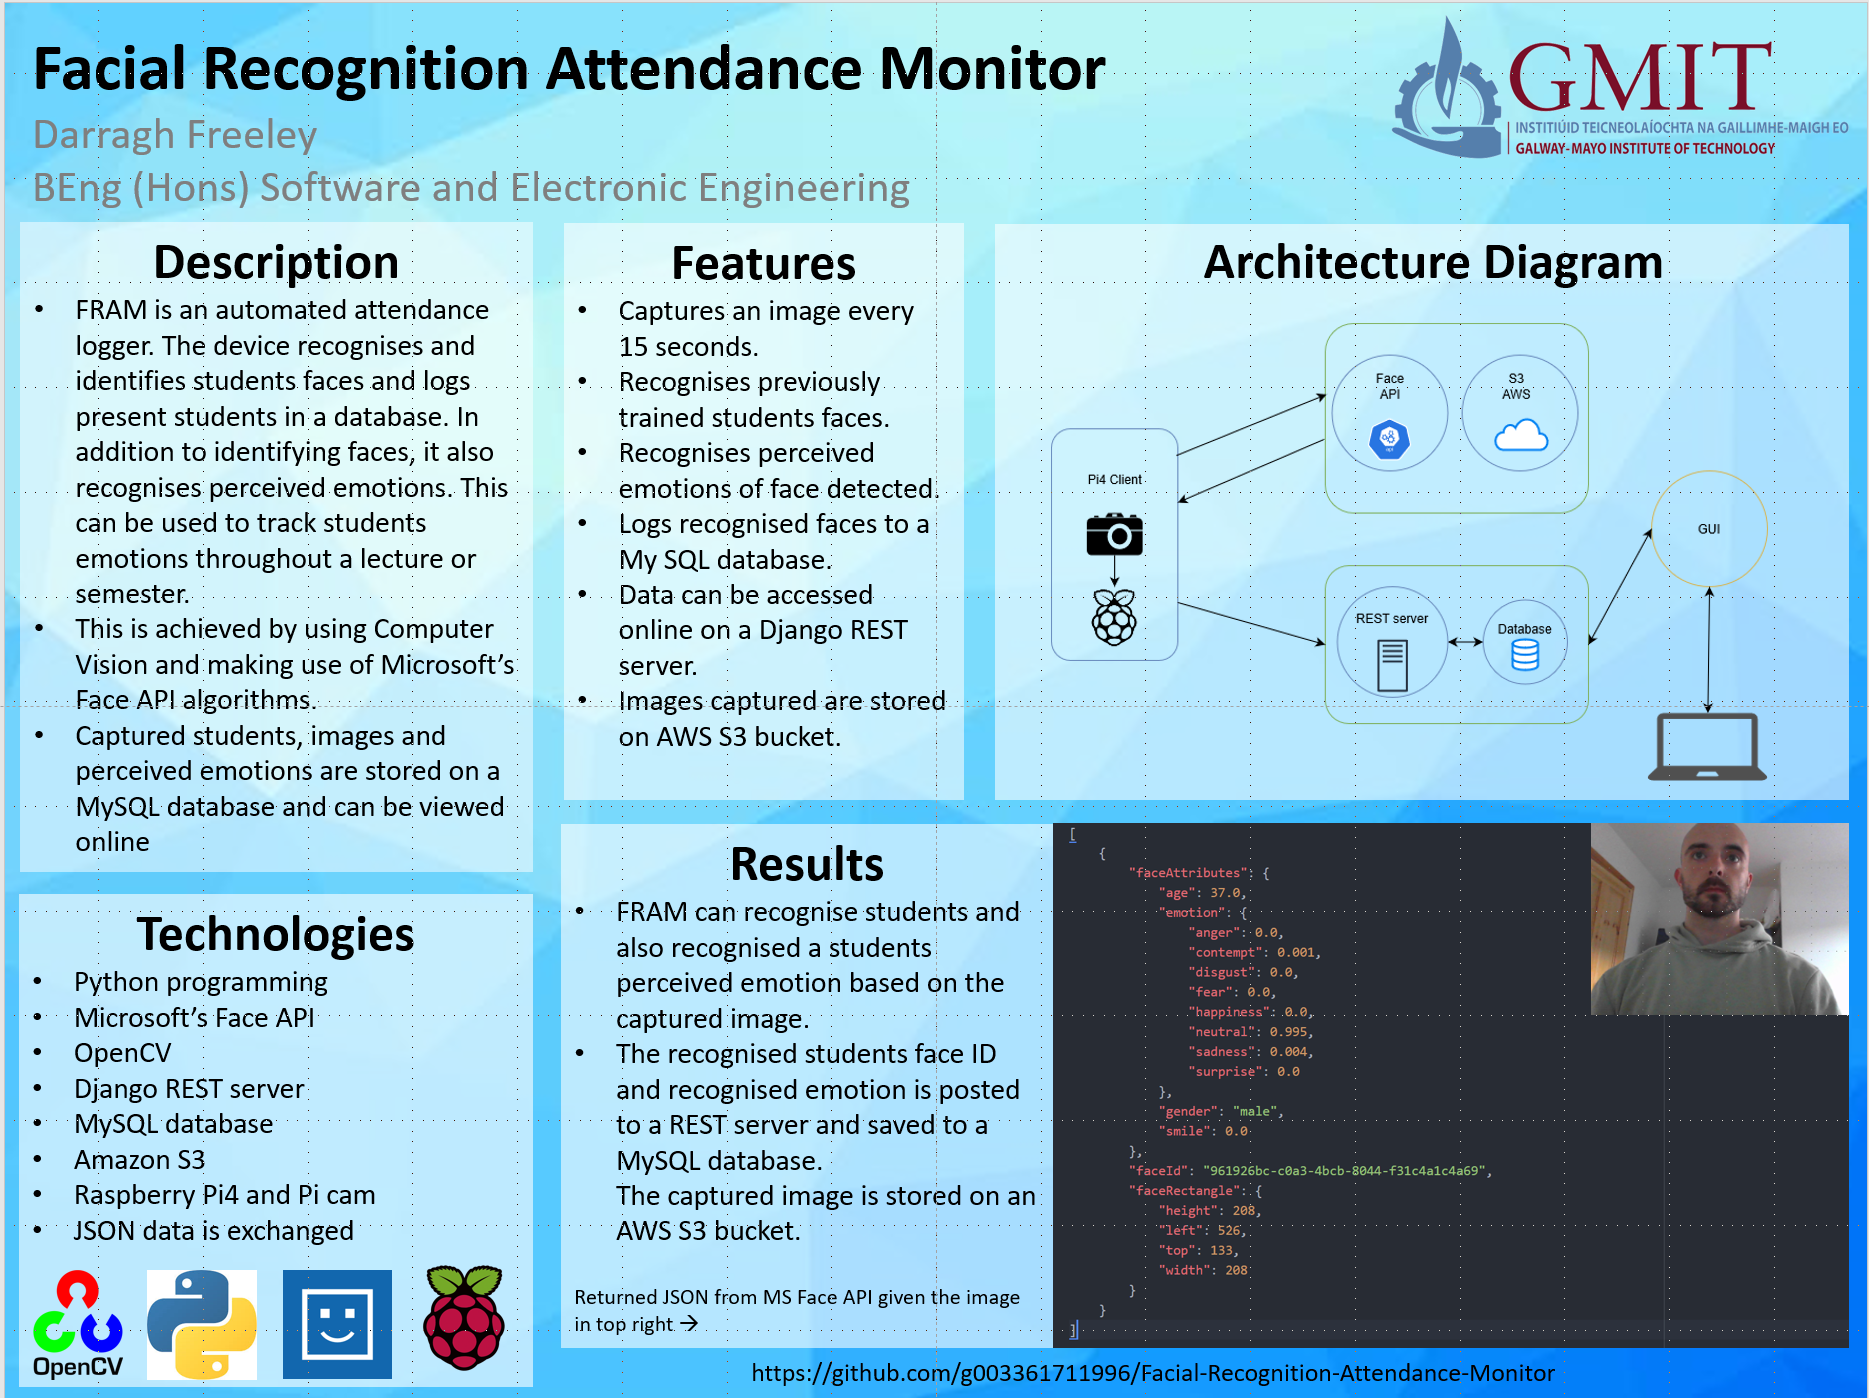 Facial Recognition Attendance Monitor
Darragh Freeley
BEng (Hons) Software and Electronic Engineering
GMIT
INSTITIÚID TEICNEOLAÍOCHTA NA GAILLIMHE-MAIGH EO
GALWAY-MAYO INSTITUTE OF TECHNOLOGY
Description
• FRAM is an automated attendance
logger. The device recognises and
identifies students faces and logs
present students in a database. In
addition to identifying faces, it also
recognises perceived emotions. This
can be used to track students
emotions throughout a lecture or
semester.
• This is achieved by using Computer
Vision and making use of Microsoft’s
Face API algorithms.
• Captured students, images and
perceived emotions are stored on a
MySQL database and can be viewed
online
Features
• Captures an image every
15 seconds.
• Recognises previously
trained students faces.
• Recognises perceived
emotions of face detected.
• Logs recognised faces to a
My SQL database.
• Data can be accessed
online on a Django REST
server.
• Images captured are stored
on AWS S3 bucket.
Architecture Diagram
Face
API
S3
AWS
Pi4 Client
GUI
REST server
Database
Technologies
• Python programming
• Microsoft’s Face API
• OpenCV
• Django REST server
• MySQL database
• Amazon S3
• Raspberry Pi4 and Pi cam
• JSON data is exchanged
OpenCV
Results
• FRAM can recognise students and
also recognised a students
perceived emotion based on the
captured image.
• The recognised students face ID
and recognised emotion is posted
to a REST server and saved to a
MySQL database.
The captured image is stored on an
AWS S3 bucket.
Returned JSON from MS Face API given the image
in top right →
[
{
"faceAttributes": {
"age": 37.0,
"emotion": {
"anger": 0.0,
"contempt": 0.001,
"disgust": 0.0,
"fear": 0.0,
"happiness": 0.0,
"neutral": 0.995,
"sadness": 0.004,
"surprise": 0.0
},
"gender": "male",
"smile": 0.0
},
"faceId": "961926bc-c0a3-4bcb-8044-f31c4a1c4a69",
"faceRectangle": {
"height": 208,
"left": 526,
"top": 133,
"width": 208
}
}
]
https://github.com/g003361711996/Facial-Recognition-Attendance-Monitor